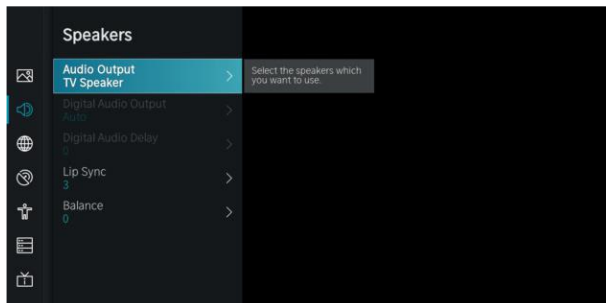 Speakers
Audio Output
TV Speaker
Select the speakers which
you want to use.
Digital Audio Output
Auto
Digital Audio Delay
0
Lip Sync
3
Balance
0